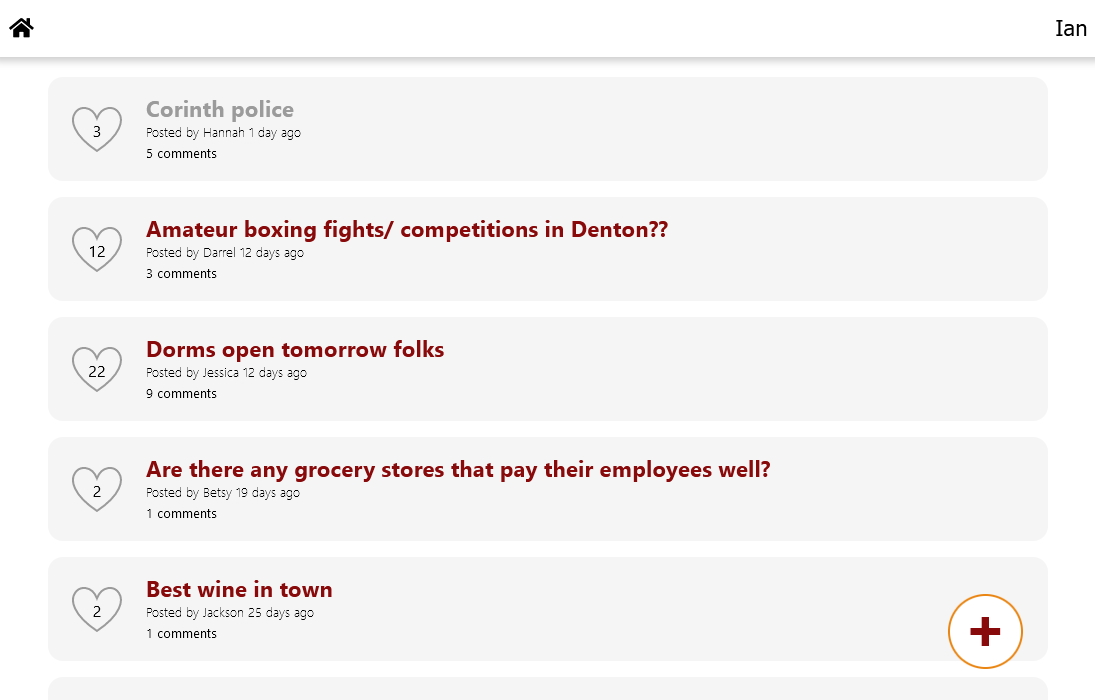 Ian
Corinth police
3
Posted by Hannah 1 day ago
5 comments
Amateur boxing fights/ competitions in Denton??
12
Posted by Darrel 12 days ago
3 comments
Dorms open tomorrow folks
22
Posted by Jessica 12 days ago
9 comments
Are there any grocery stores that pay their employees well?
2
Posted by Betsy 19 days ago
1 comments
Best wine in town
2
Posted by Jackson 25 days ago
1 comments